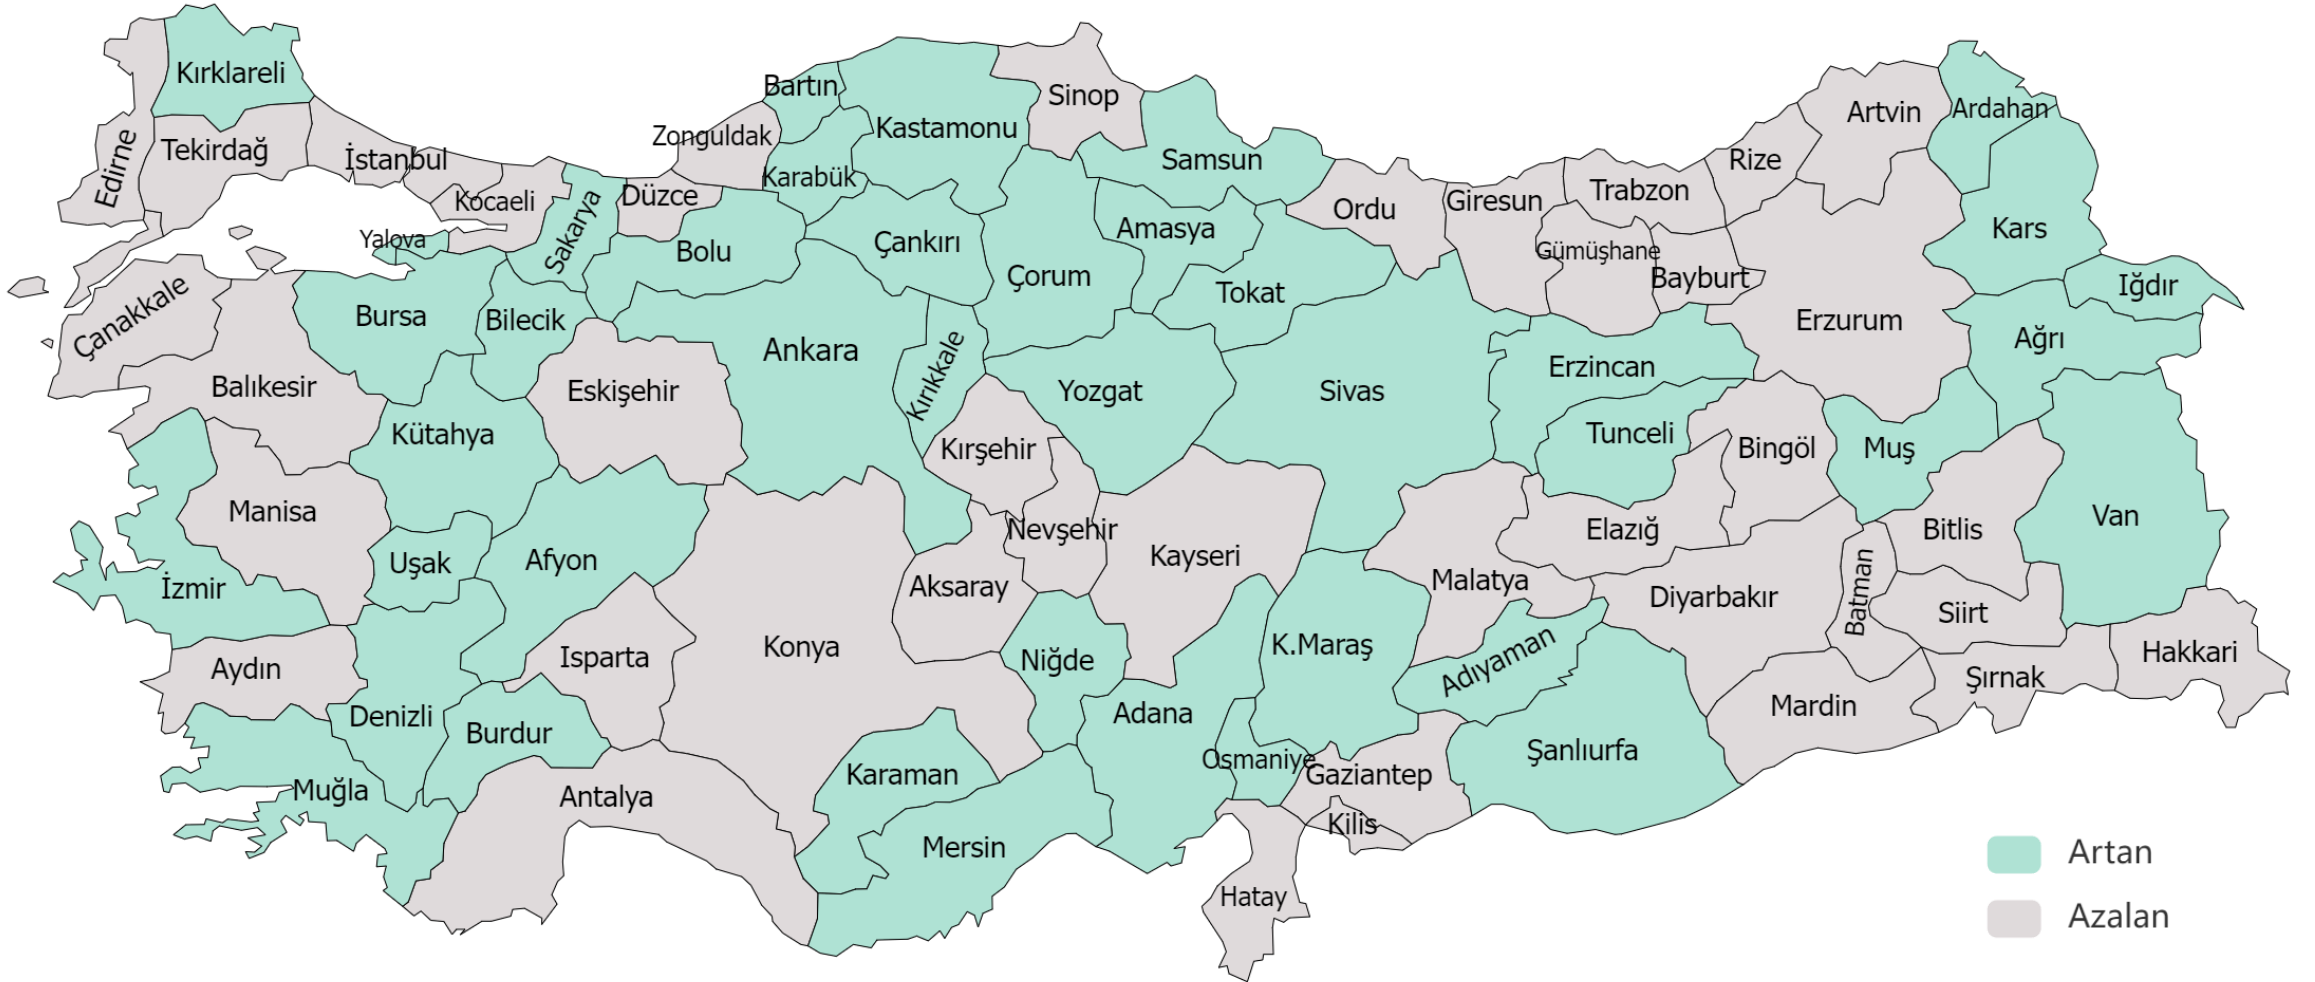 Kırklareli
Edirne
Tekirdağ
İstanbul
Kocaeli
Yalova
Sakarya
Düzce
Zonguldak
Bartın
Karabük
Kastamonu
Sinop
Samsun
Bolu
Çankırı
Çorum
Amasya
Tokat
Ordu
Giresun
Gümüşhane
Trabzon
Bayburt
Rize
Artvin
Ardahan
Kars
Iğdır
Ağrı
Erzurum
Erzincan
Çanakkale
Balıkesir
Bursa
Bilecik
Kütahya
Eskişehir
Ankara
Kırıkkale
Kırşehir
Yozgat
Sivas
Tunceli
Bingöl
Muş
Van
Bitlis
Elazığ
Malatya
Kayseri
Nevşehir
Aksaray
Konya
Afyon
Uşak
Manisa
İzmir
Aydın
Denizli
Isparta
Burdur
Muğla
Antalya
Karaman
Mersin
Niğde
Adana
K.Maraş
Osmaniye
Adıyaman
Gaziantep
Kilis
Hatay
Şanlıurfa
Diyarbakır
Batman
Siirt
Mardin
Şırnak
Hakkari
Artan
Azalan